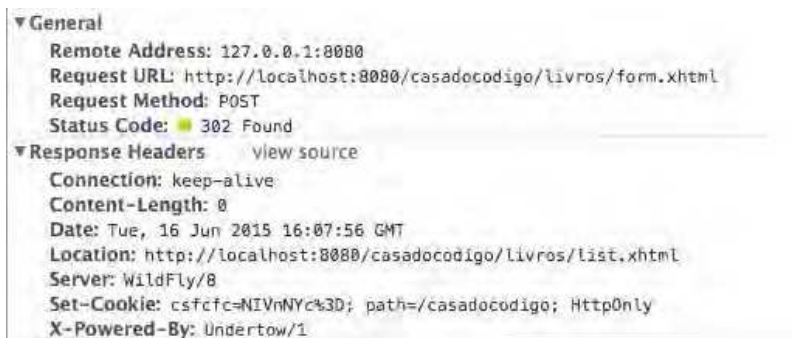 ▼General
Remote Address: 127.0.0.1:8080
Request URL: http://localhost:8080/casadocodigo/livros/form.xhtml
Request Method: POST
Status Code: 302 Found
▼Response Headers view source
Connection: keep-alive
Content-Length: 0
Date: Tue, 16 Jun 2015 16:07:56 GMT
Location: http://localhost:8080/casadocodigo/livros/list.xhtml
Server: WildFly/8
Set-Cookie: csfcfc=NIVnNYc%3D; path=/casadocodigo; HttpOnly
X-Powered-By: Undertow/1